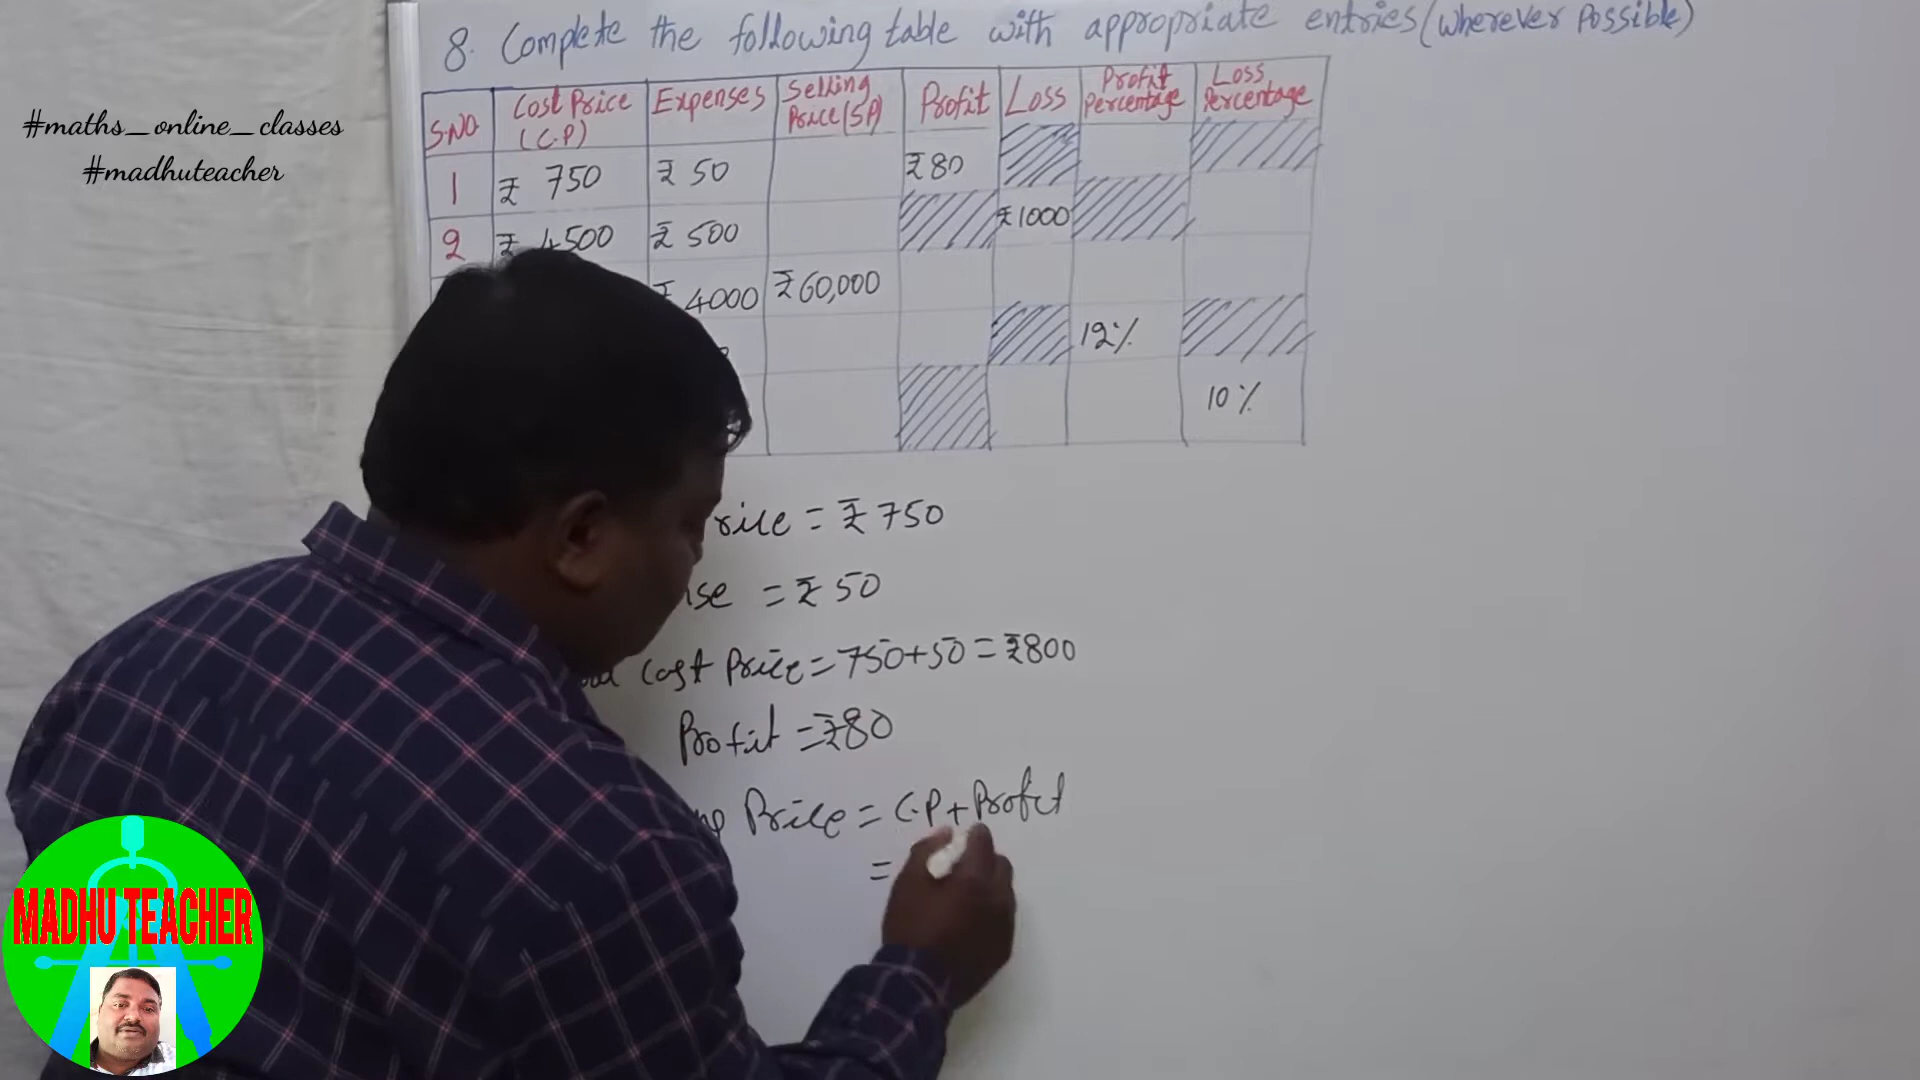 8. Complete the following table with appropriate entries (Wherever Possible)
#maths_online_classes
#madhuteacher
S.NO Cost Price (C.P) Expenses Selling Price(SP) Profit Loss Profit Percentage Loss Percentage
1 ₹ 750 ₹ 50 ₹80
2 ₹ 4500 ₹ 500 ₹1000
₹ 4000 ₹60,000
12%
10%
= ₹ 750
= ₹ 50
Cost Price = 750+50 = ₹800
Profit = ₹80
Price = C.P + Profit
=
MADHU TEACHER